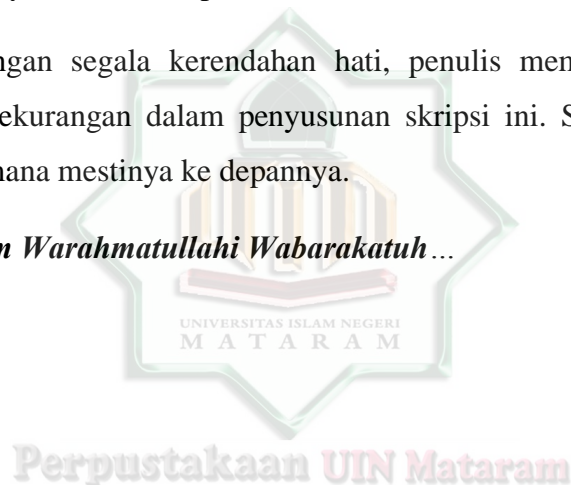 ngan segala kerendahan hati, penulis men
ekurangan dalam penyusunan skripsi ini. S
nana mestinya ke depannya.
n Warahmatullahi Wabarakatuh...
UNIVERSITAS ISLAM NEGERI
MATARAM
Perpustakaan UIN Mataram